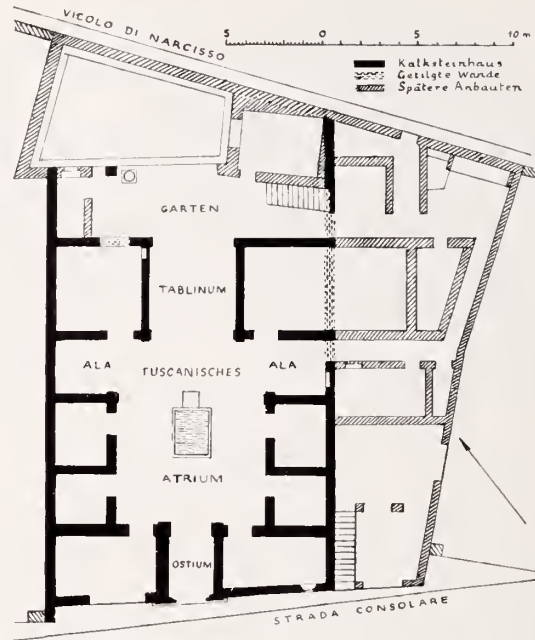 VICOLO DI NARCISSO
5 0 5 10 m
Kalksteinhaus
Getilgte Wände
Spätere Anbauten
GARTEN
TABLINUM
ALA TUSCANISCHES ALA
ATRIUM
OSTIUM
STRADA CONSOLARE